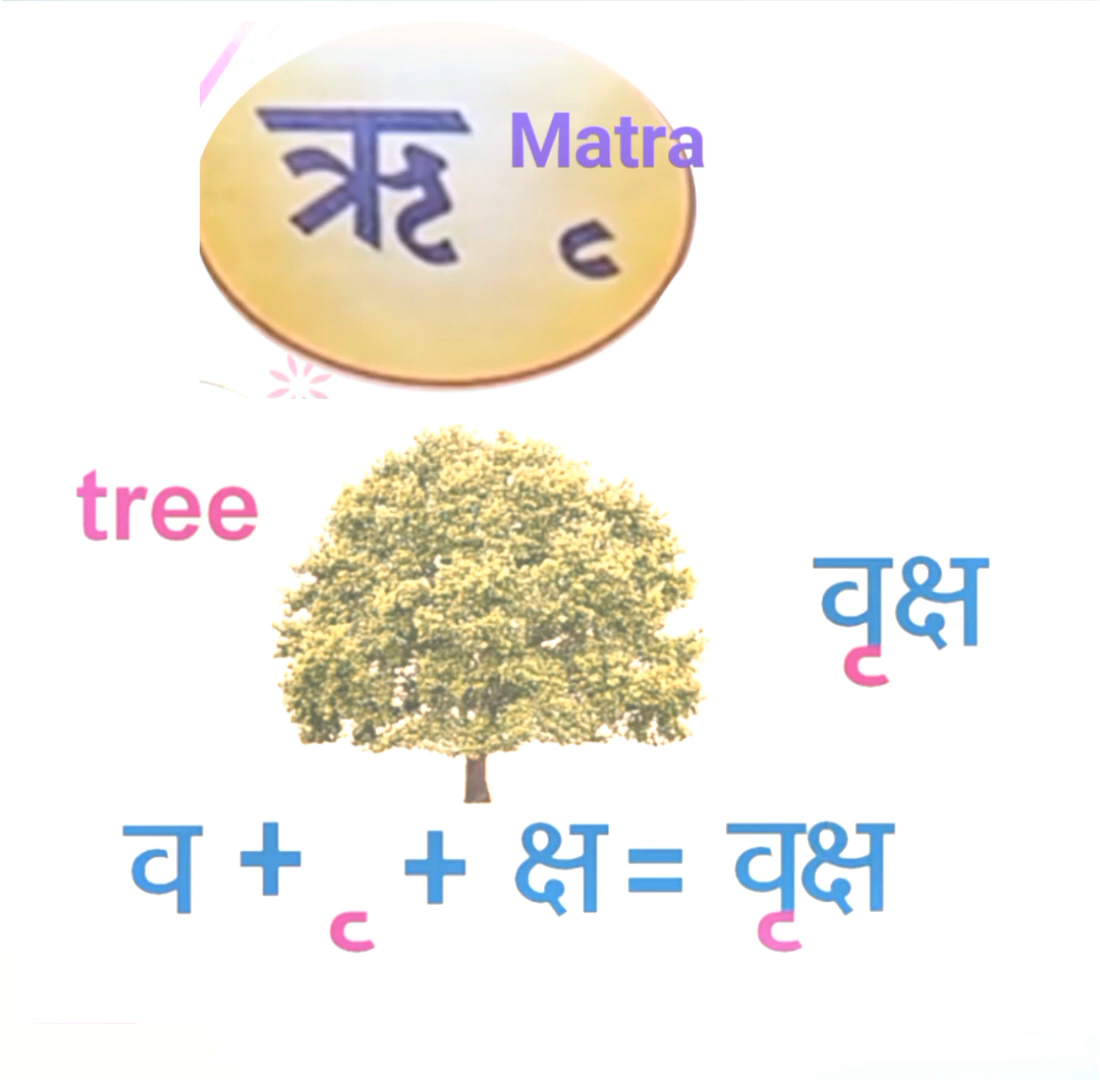 ऋ Matra ृ
tree
वृक्ष
व + ृ + क्ष = वृक्ष